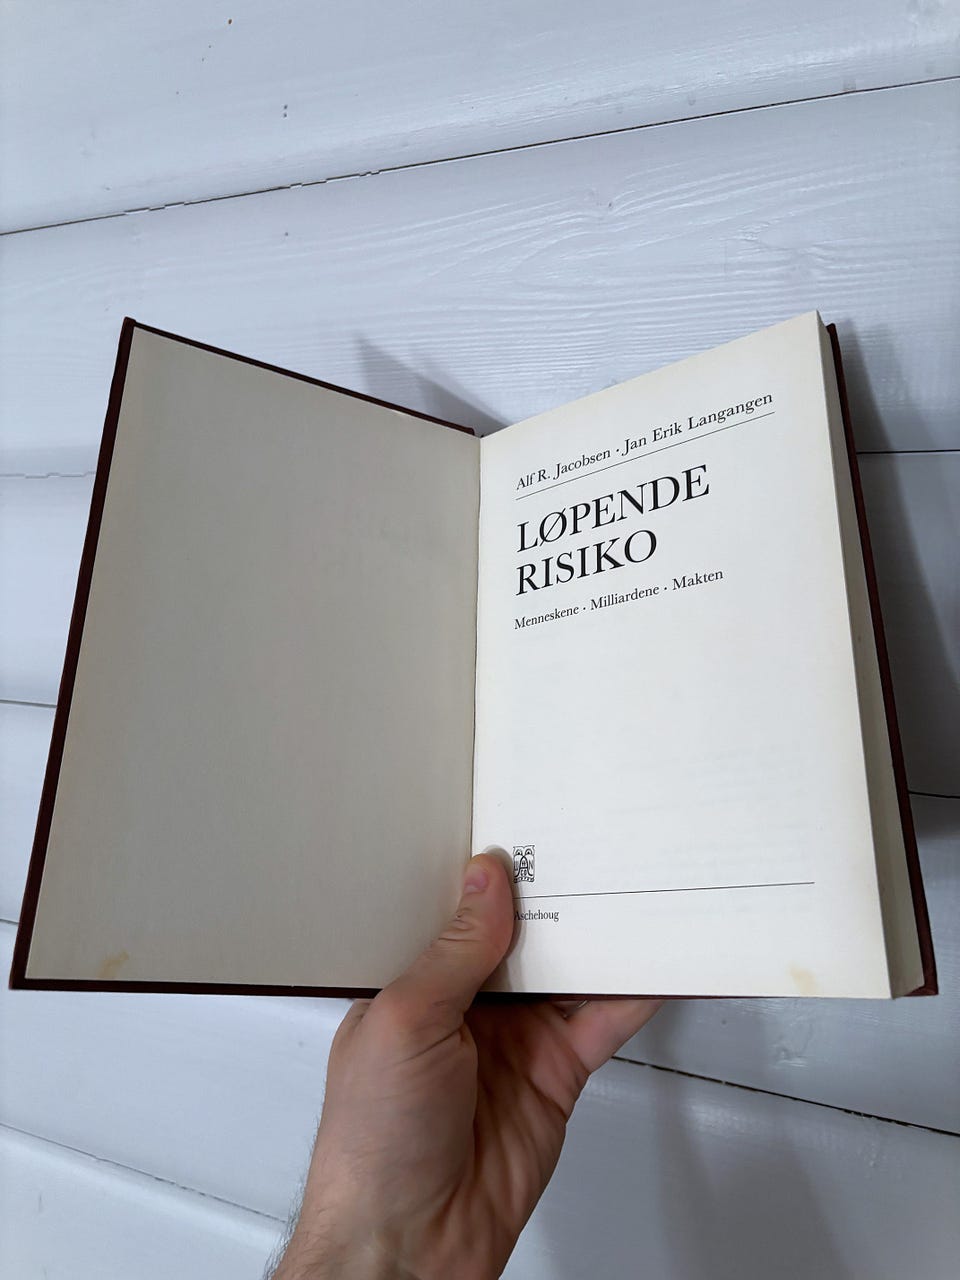 Alf R. Jacobsen · Jan Erik Langangen
LØPENDE
RISIKO
Menneskene · Milliardene · Makten
Aschehoug